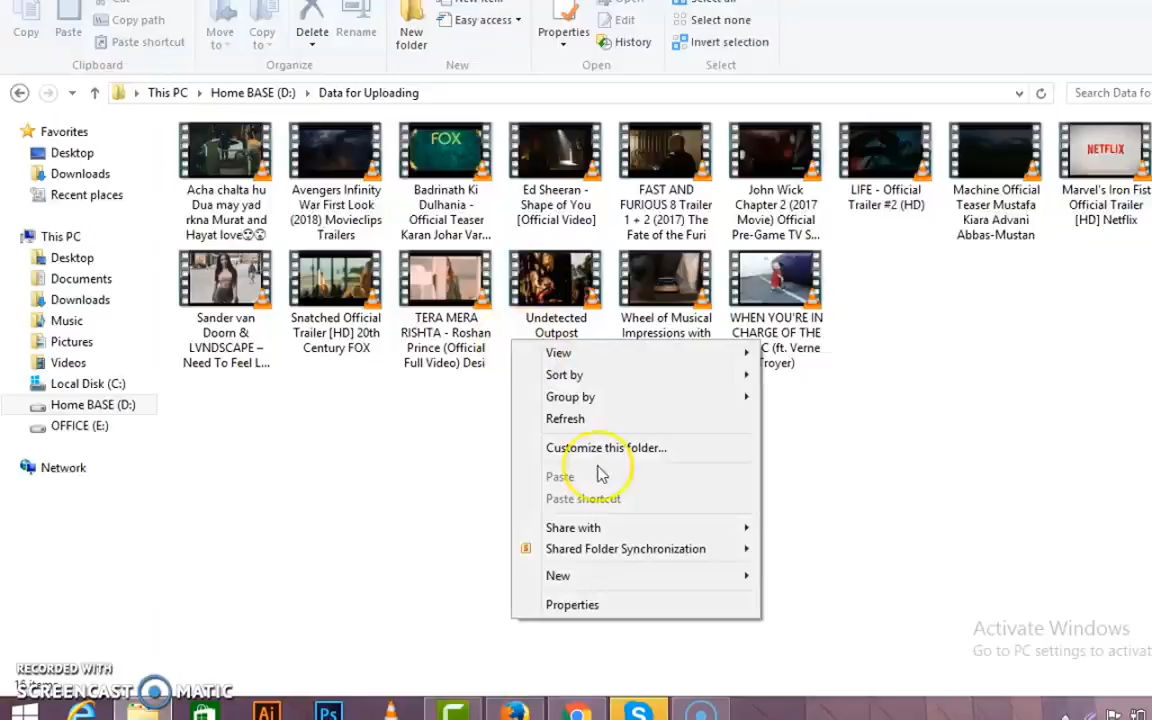 Copy path
New item
Open
Select all
Copy
Paste
Paste shortcut
Move to
Copy to
Delete
Rename
New folder
Easy access
Properties
Edit
History
Select none
Invert selection
Clipboard
Organize
New
Open
Select
This PC
Home BASE (D:)
Data for Uploading
Search Data fo
Favorites
Desktop
Downloads
Recent places
This PC
Desktop
Documents
Downloads
Music
Pictures
Videos
Local Disk (C:)
Home BASE (D:)
OFFICE (E:)
Network
FOX
NETFLIX
Acha chalta hu
Dua may yad
rkna Murat and
Hayat love
Avengers Infinity
War First Look
(2018) Movieclips
Trailers
Badrinath Ki
Dulhania -
Official Teaser
Karan Johar Var...
Ed Sheeran -
Shape of You
[Official Video]
FAST AND
FURIOUS 8 Trailer
1 + 2 (2017) The
Fate of the Furi
John Wick
Chapter 2 (2017
Movie) Official
Pre-Game TV S...
LIFE - Official
Trailer #2 (HD)
Machine Official
Teaser Mustafa
Kiara Advani
Abbas-Mustan
Marvel's Iron Fist
Official Trailer
[HD] Netflix
Sander van
Doorn &
LVNDSCAPE –
Need To Feel L...
Snatched Official
Trailer [HD] 20th
Century FOX
TERA MERA
RISHTA - Roshan
Prince (Official
Full Video) Desi
Undetected
Outpost
Wheel of Musical
Impressions with
WHEN YOU'RE IN
CHARGE OF THE
C (ft. Verne
Troyer)
View
Sort by
Group by
Refresh
Customize this folder...
Paste
Paste shortcut
Share with
Shared Folder Synchronization
New
Properties
Activate Windows
Go to PC settings to activat
RECORDED WITH
SCREENCAST MATIC
Ai
Ps